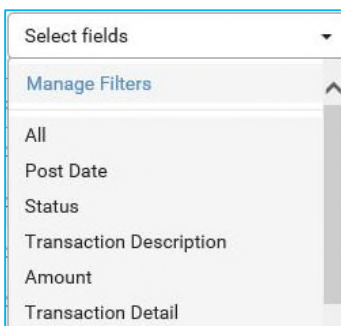 Select fields
Manage Filters
All
Post Date
Status
Transaction Description
Amount
Transaction Detail